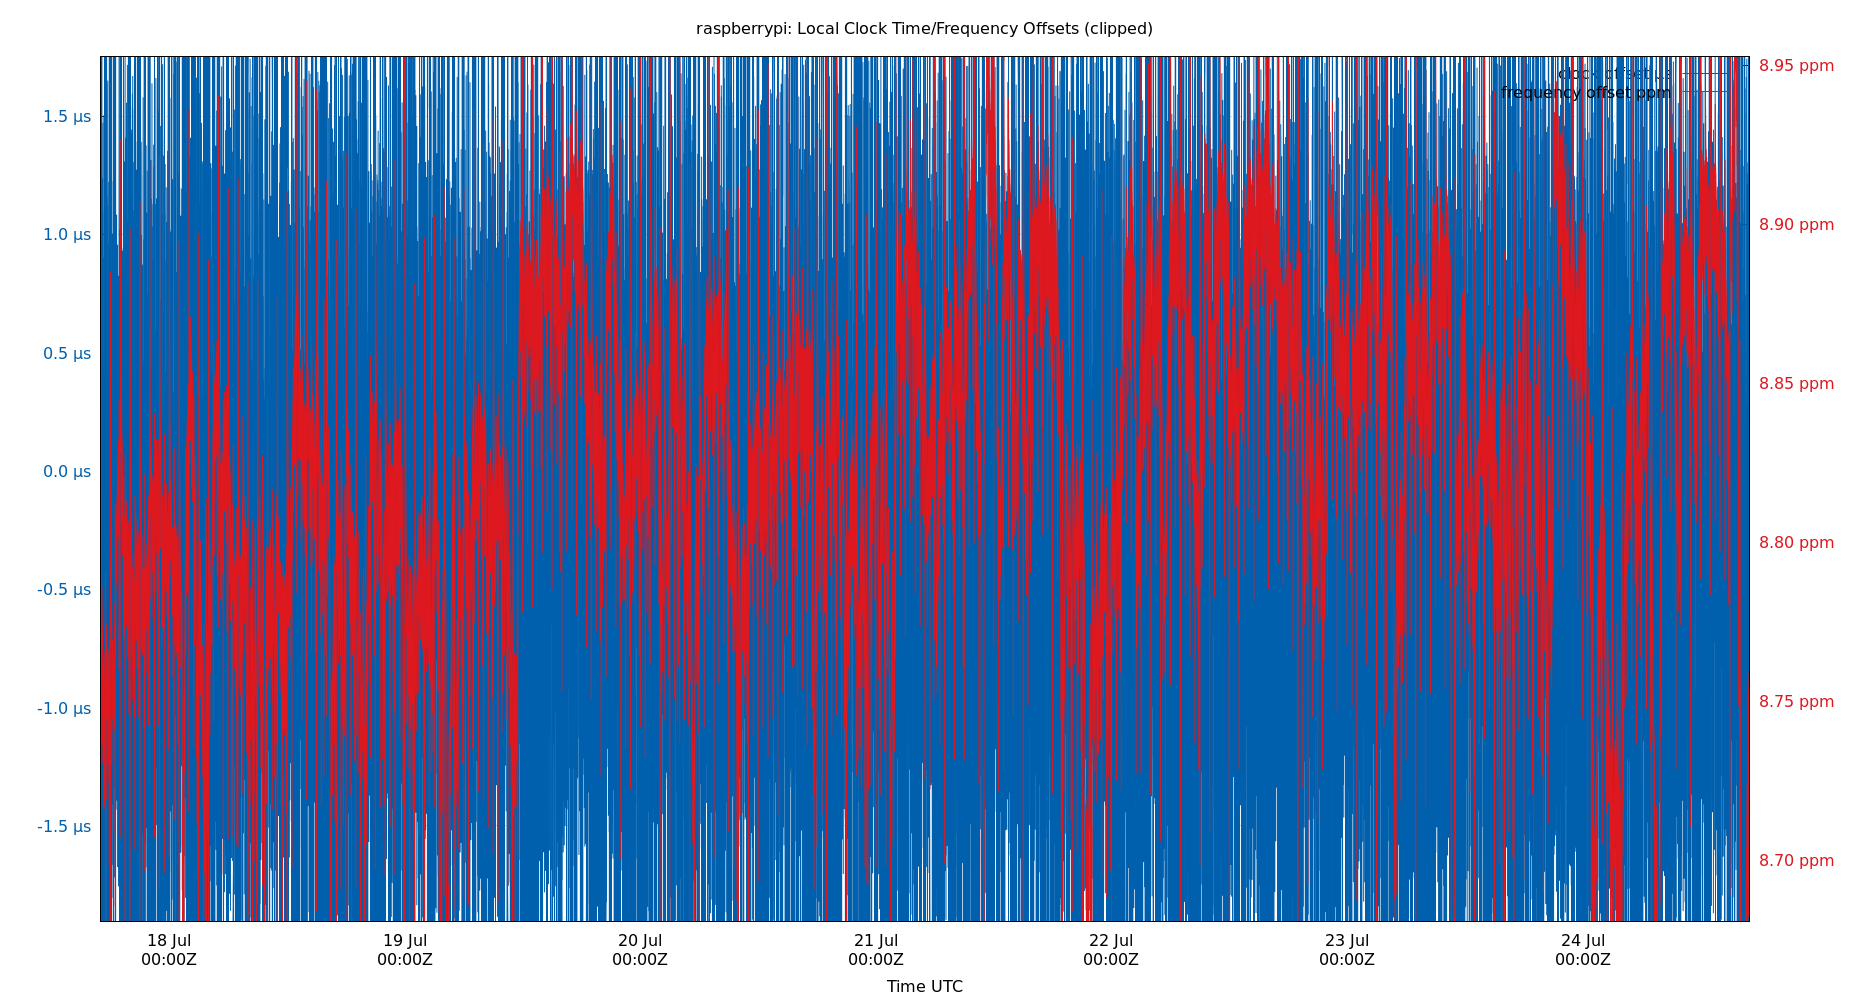 raspberrypi: Local Clock Time/Frequency Offsets (clipped)
clock offset µs
frequency offset ppm
1.5 µs
1.0 µs
0.5 µs
0.0 µs
-0.5 µs
-1.0 µs
-1.5 µs
8.95 ppm
8.90 ppm
8.85 ppm
8.80 ppm
8.75 ppm
8.70 ppm
18 Jul
00:00Z
19 Jul
00:00Z
20 Jul
00:00Z
21 Jul
00:00Z
22 Jul
00:00Z
23 Jul
00:00Z
24 Jul
00:00Z
Time UTC